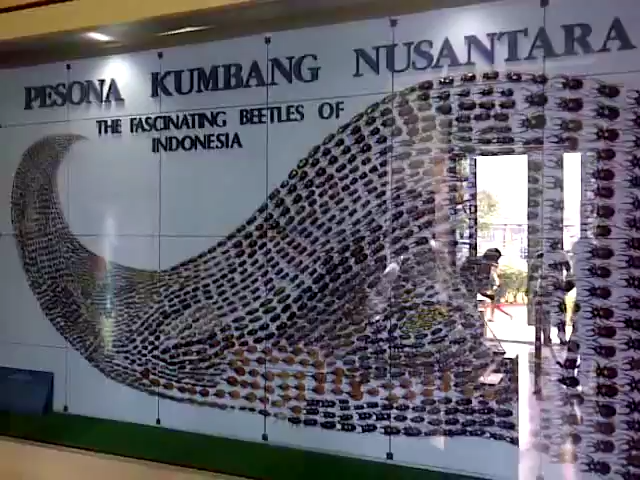 PESONA KUMBANG NUSANTARA
THE FASCINATING BEETLES OF
INDONESIA